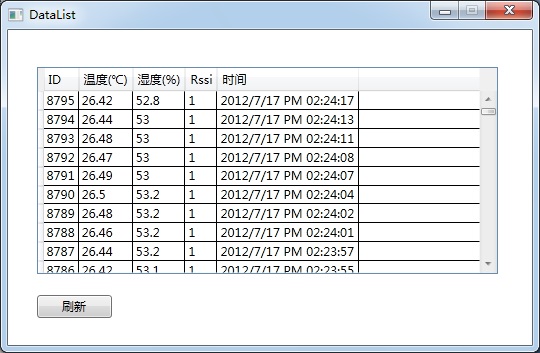 DataList
ID 温度(℃) 湿度(%) Rssi 时间
8795 26.42 52.8 1 2012/7/17 PM 02:24:17
8794 26.44 53 1 2012/7/17 PM 02:24:13
8793 26.48 53 1 2012/7/17 PM 02:24:11
8792 26.47 53 1 2012/7/17 PM 02:24:08
8791 26.49 53 1 2012/7/17 PM 02:24:07
8790 26.5 53.2 1 2012/7/17 PM 02:24:04
8789 26.48 53.2 1 2012/7/17 PM 02:24:02
8788 26.46 53.2 1 2012/7/17 PM 02:24:01
8787 26.44 53.2 1 2012/7/17 PM 02:23:57
8786 26.42 53.1 1 2012/7/17 PM 02:23:55
刷新